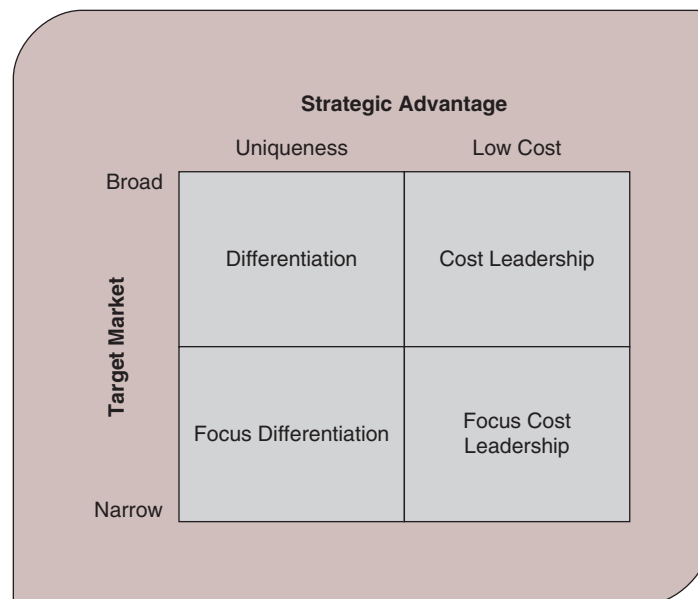 Strategic Advantage
Uniqueness
Low Cost
Broad
Differentiation
Cost Leadership
Target Market
Focus Differentiation
Focus Cost
Leadership
Narrow